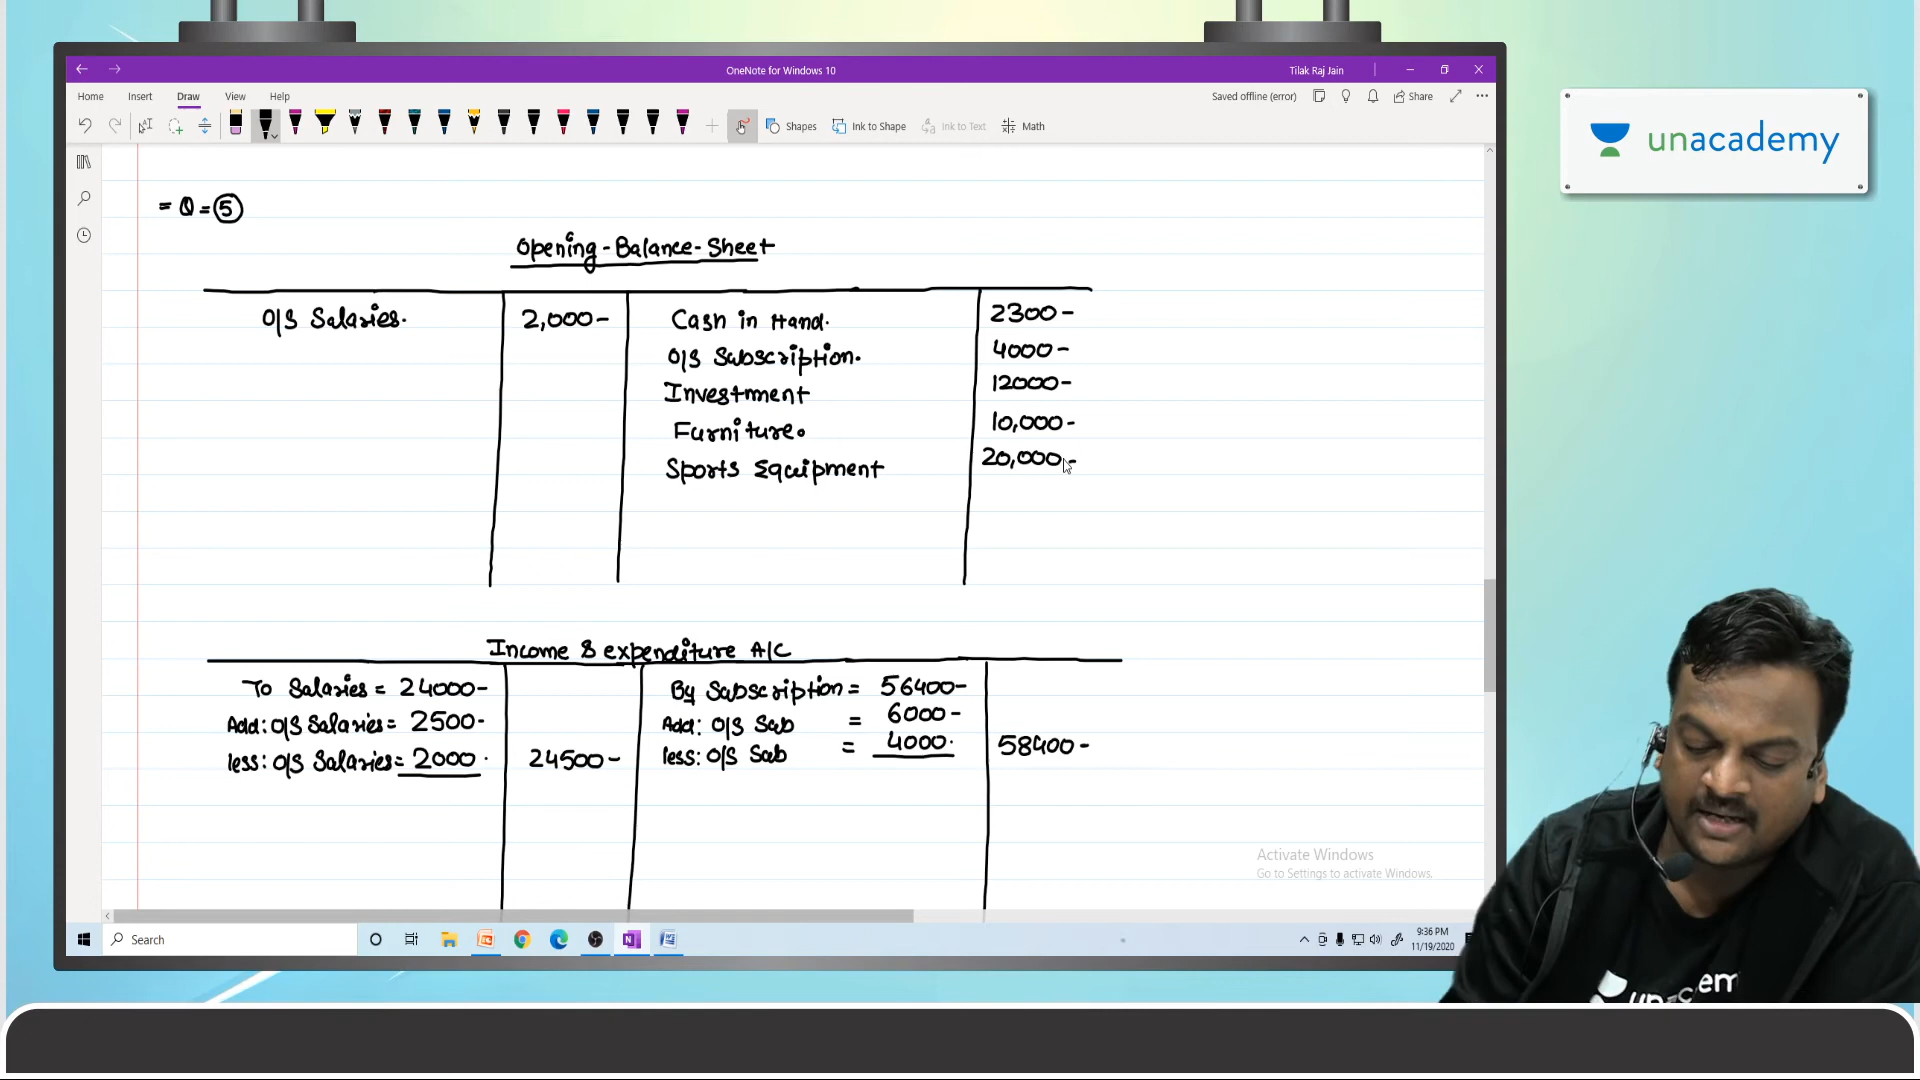 OneNote for Windows 10
Tilak Raj Jain
Home Insert Draw View Help
Saved offline (error)
Share
Shapes
Ink to Shape
Ink to Text
Math
unacademy
= Q = 5
Opening-Balance-Sheet
O/S Salaries. 2,000- Cash in Hand. 2300-
O/S Subscription. 4000-
Investment 12000-
Furniture. 10,000-
Sports Equipment 20,000-
Income & expenditure A/C
To Salaries = 24000- By Subscription = 56400-
Add: O/S Salaries = 2500- Add: O/S Sub = 6000-
less: O/S Salaries = 2000. 24500- less: O/S Sub = 4000. 58400-
Activate Windows
Go to Settings to activate Windows.
Search
9:36 PM
11/19/2020